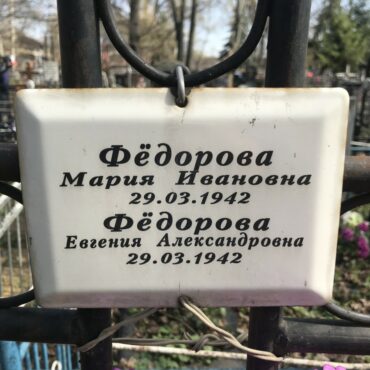 Фёдорова
Мария Ивановна
29.03.1942
Фёдорова
Евгения Александровна
29.03.1942